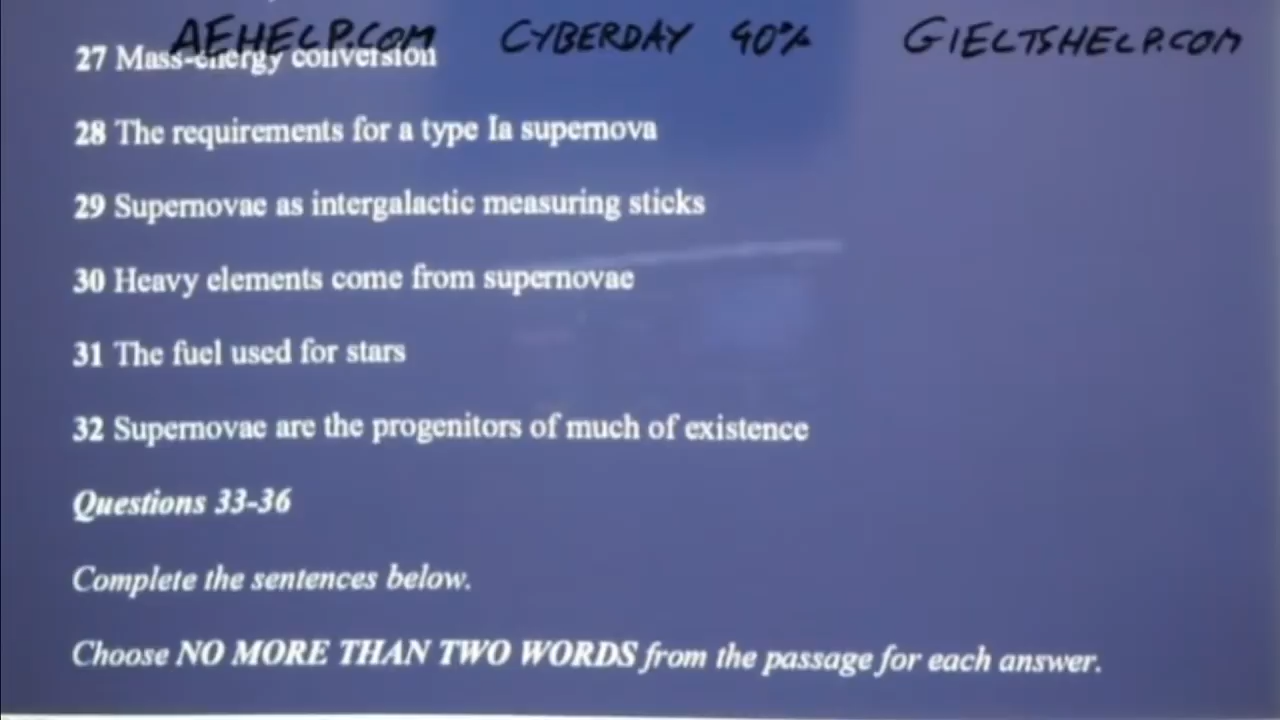 AEHELP.COM CYBERDAY 40% GIELTSHELP.COM
27 Mass-energy conversion
28 The requirements for a type Ia supernova
29 Supernovae as intergalactic measuring sticks
30 Heavy elements come from supernovae
31 The fuel used for stars
32 Supernovae are the progenitors of much of existence
Questions 33-36
Complete the sentences below.
Choose NO MORE THAN TWO WORDS from the passage for each answer.